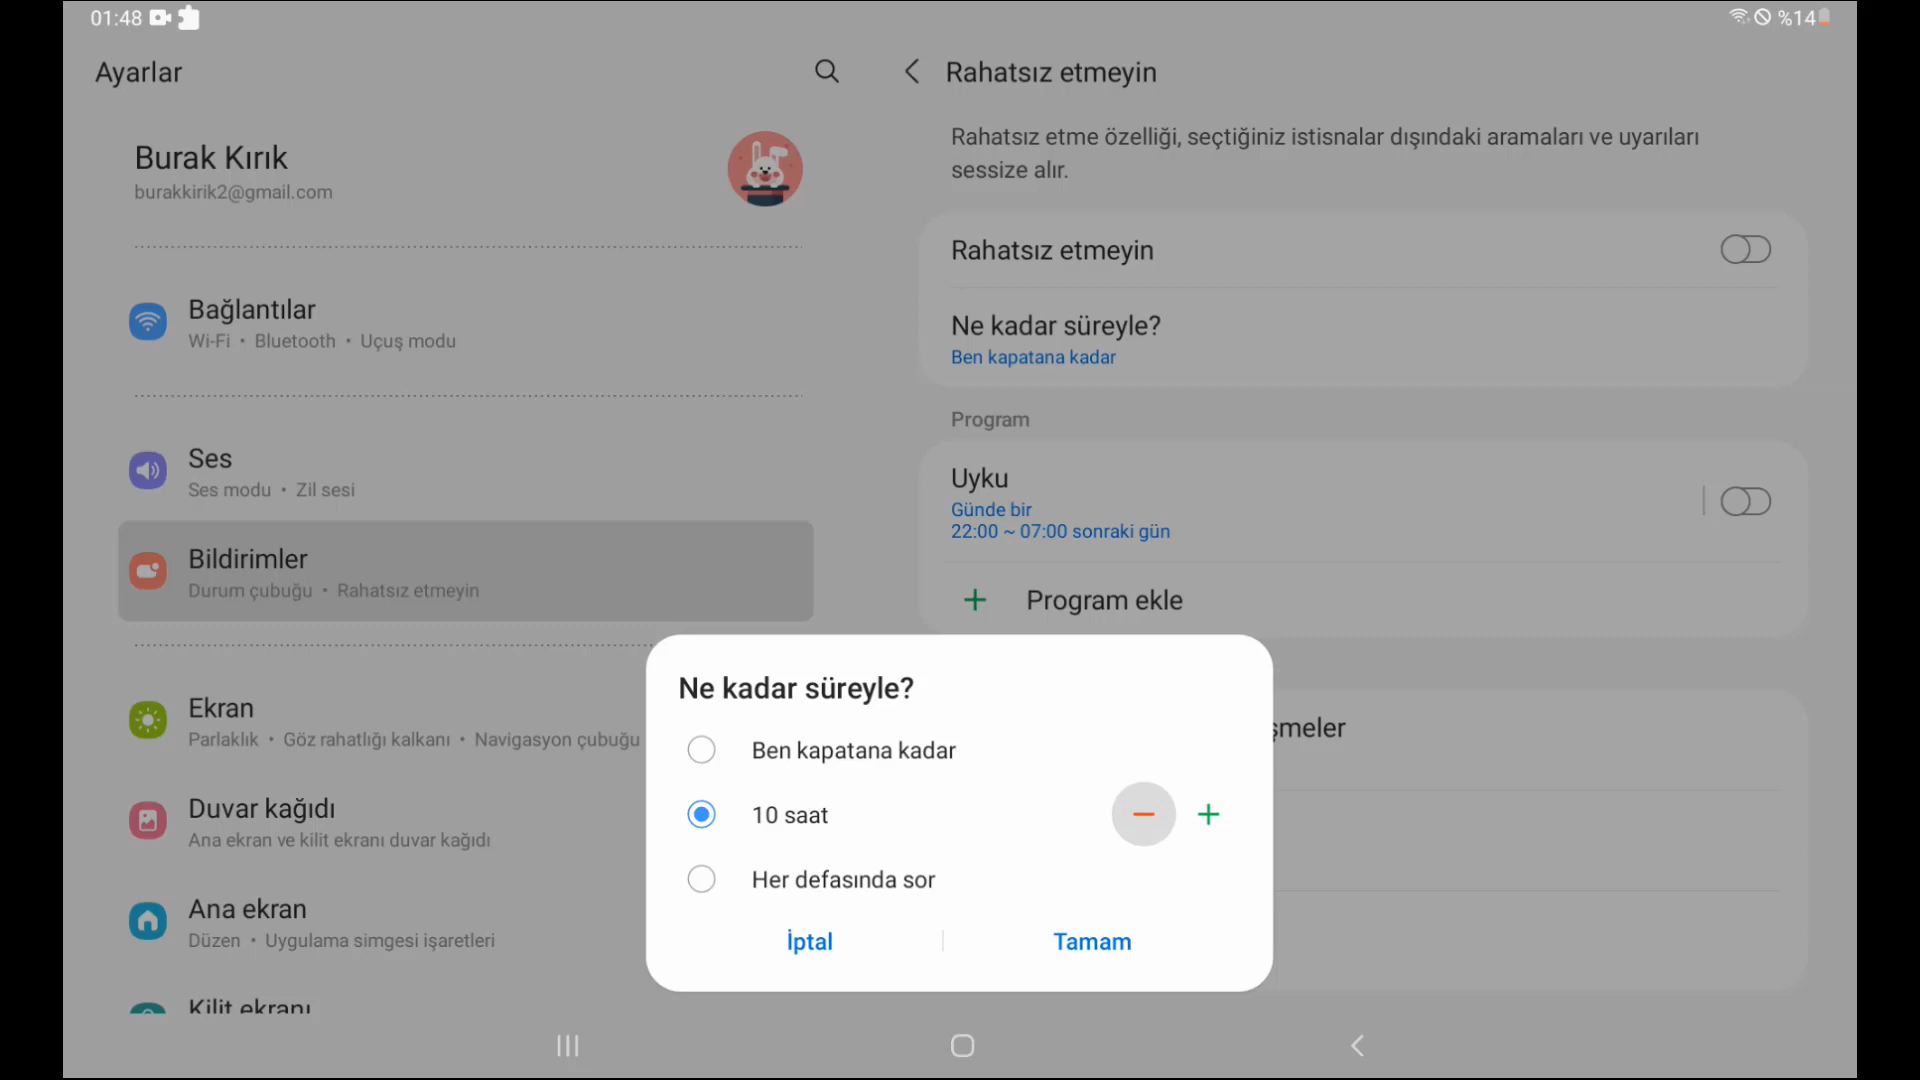 01:48
%14
Ayarlar
Burak Kırık
burakkirik2@gmail.com
Bağlantılar
Wi-Fi • Bluetooth • Uçuş modu
Ses
Ses modu • Zil sesi
Bildirimler
Durum çubuğu • Rahatsız etmeyin
Ekran
Parlaklık • Göz rahatlığı kalkanı • Navigasyon çubuğu
Duvar kağıdı
Ana ekran ve kilit ekranı duvar kağıdı
Ana ekran
Düzen • Uygulama simgesi işaretleri
Kilit ekranı
Rahatsız etmeyin
Rahatsız etme özelliği, seçtiğiniz istisnalar dışındaki aramaları ve uyarıları
sessize alır.
Rahatsız etmeyin
Ne kadar süreyle?
Ben kapatana kadar
Program
Uyku
Günde bir
22:00 ~ 07:00 sonraki gün
Program ekle
şmeler
Ne kadar süreyle?
Ben kapatana kadar
10 saat
Her defasında sor
İptal
Tamam